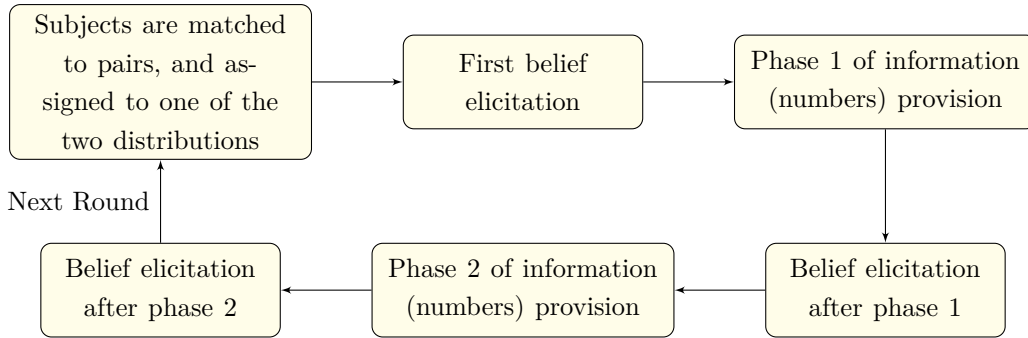 Subjects are matched
to pairs, and as-
signed to one of the
two distributions
First belief
elicitation
Phase 1 of information
(numbers) provision
Next Round
Belief elicitation
after phase 2
Phase 2 of information
(numbers) provision
Belief elicitation
after phase 1